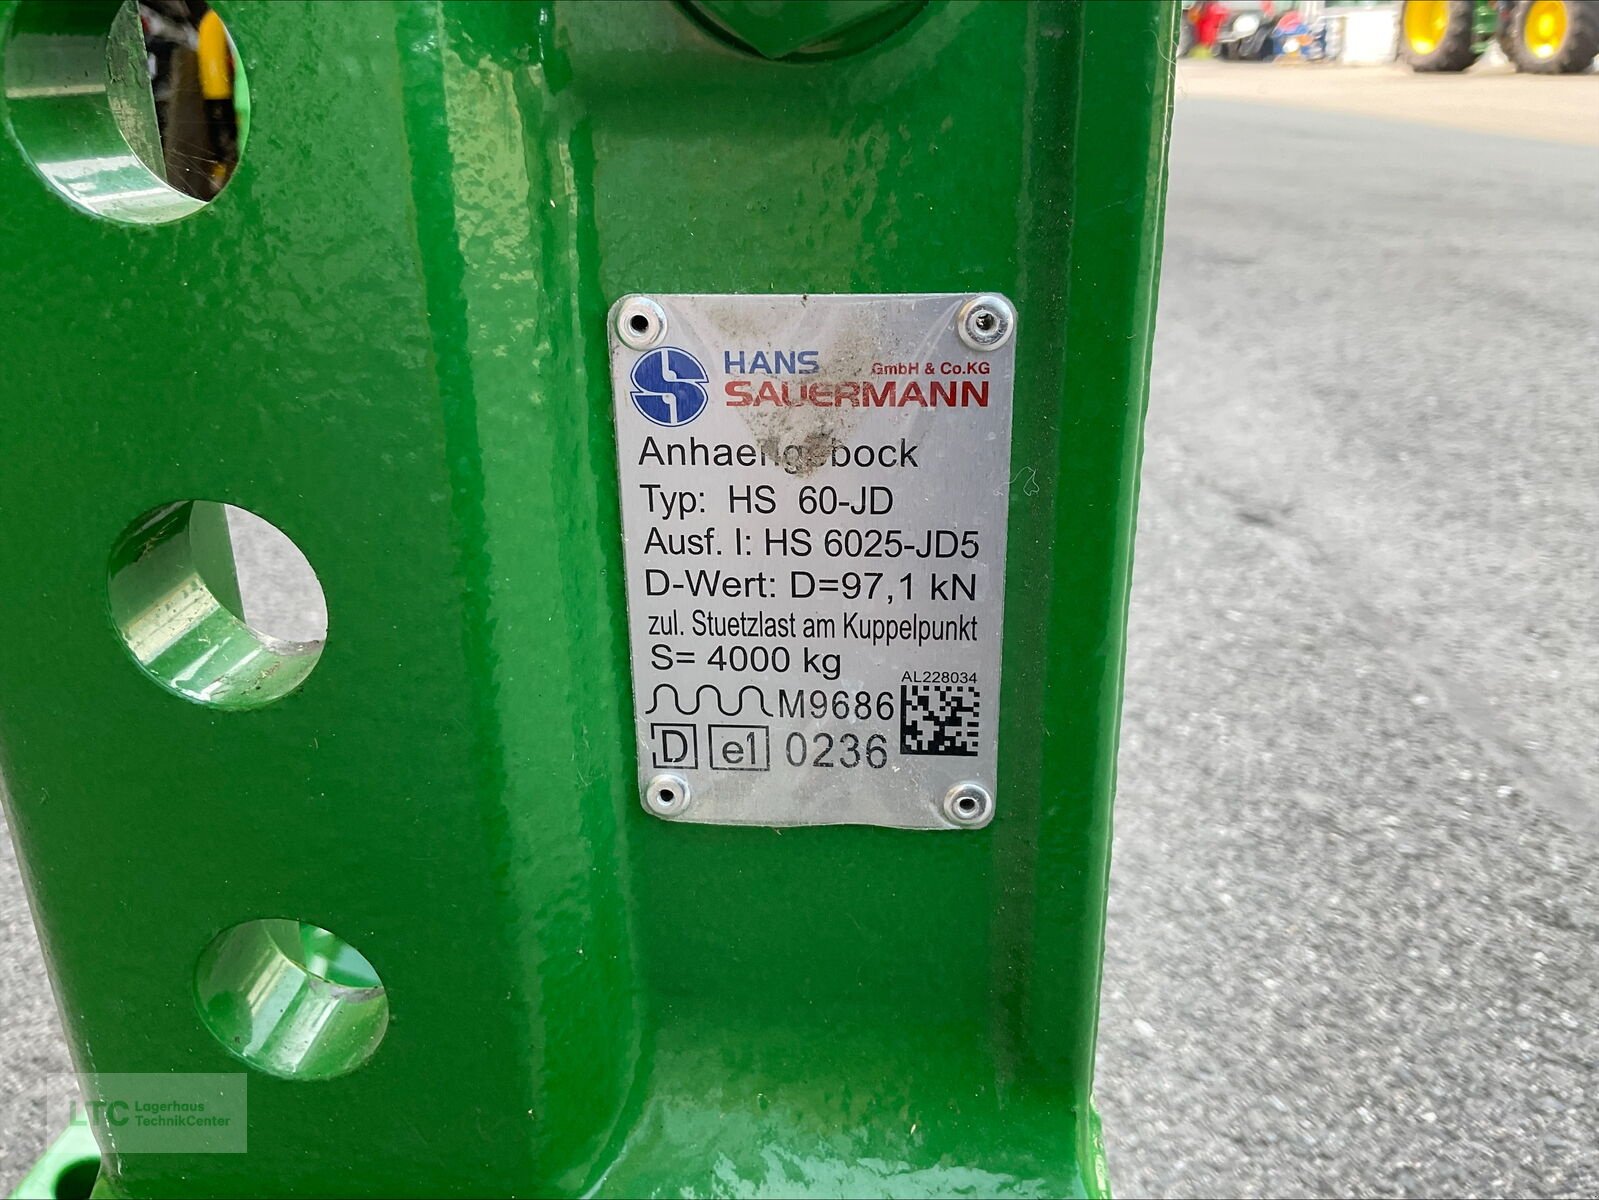 HANS
GmbH & Co.KG
SAUERMANN
Anhaengebock
Typ: HS 60-JD
Ausf. I: HS 6025-JD5
D-Wert: D=97,1 kN
zul. Stuetzlast am Kuppelpunkt
S= 4000 kg
AL228034
M9686
D e1 0236
LTC Lagerhaus
TechnikCenter